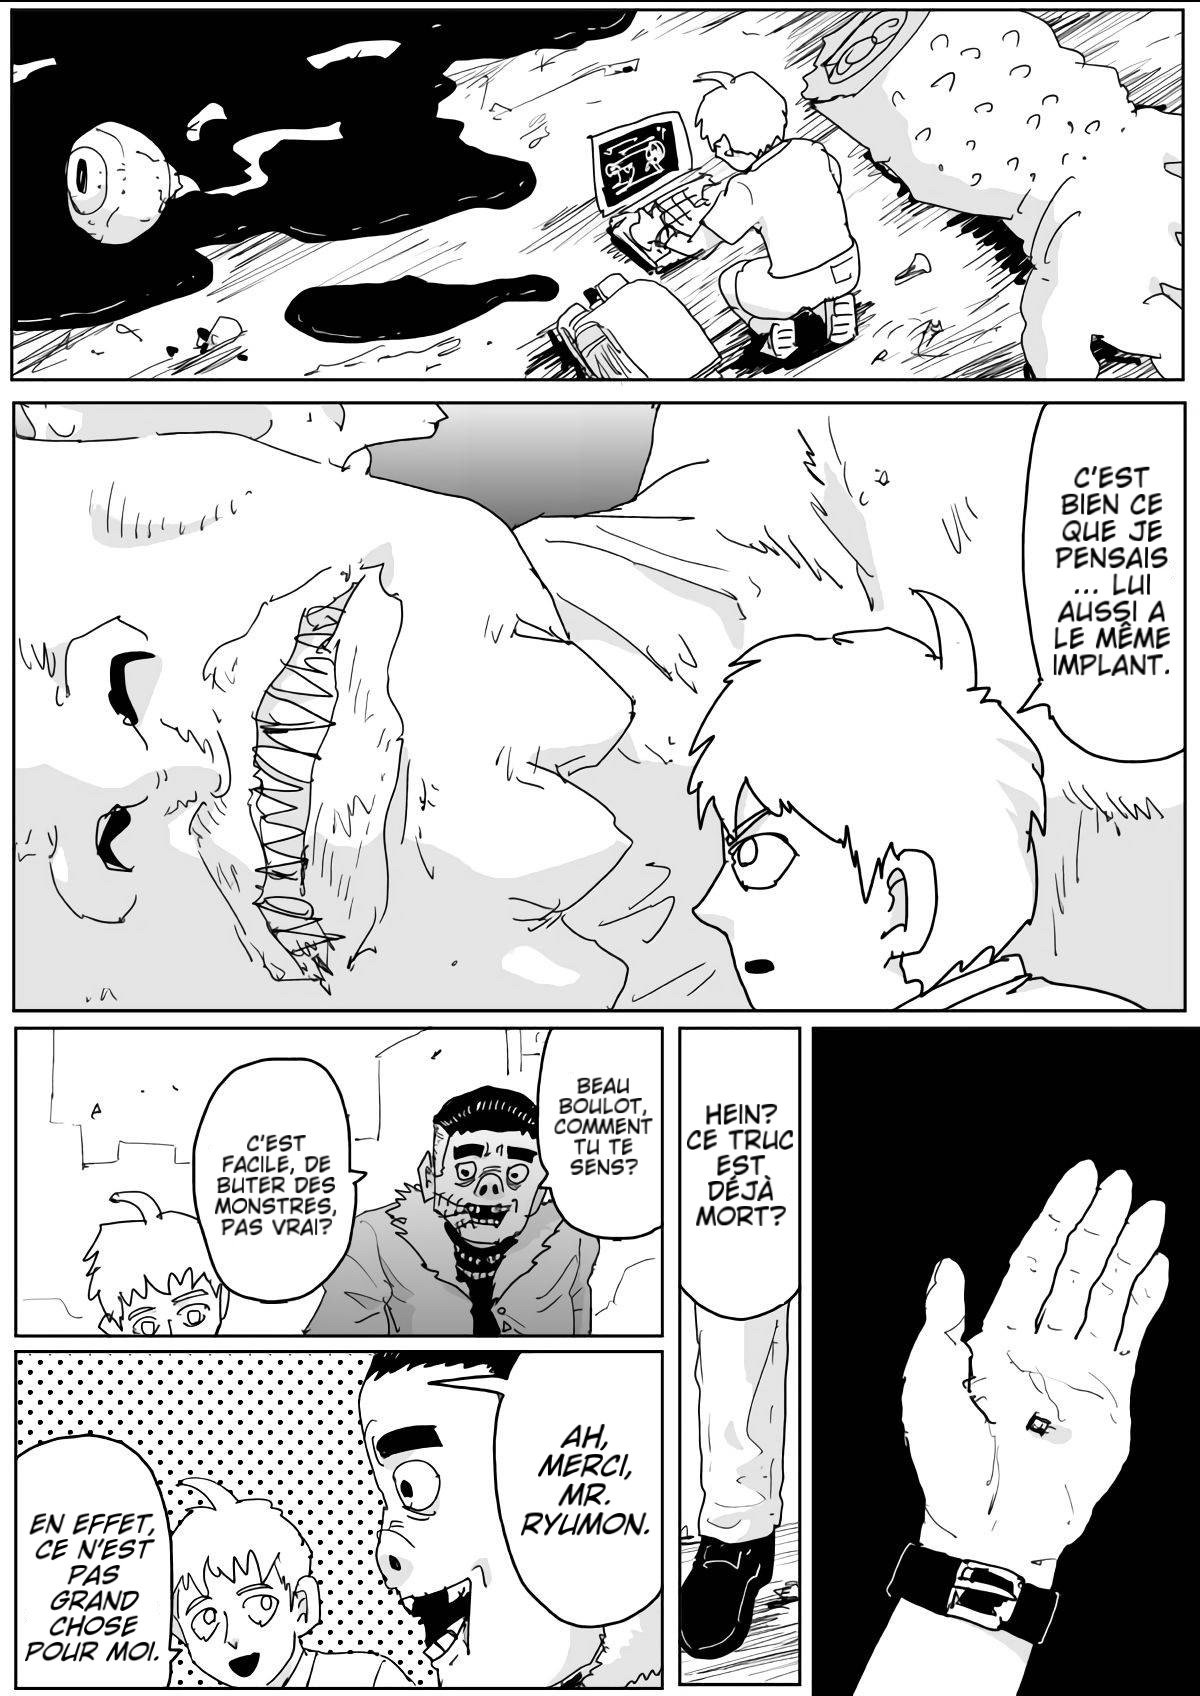 C'EST
BIEN CE
QUE JE
PENSAIS
... LUI
AUSSI A
LE MÊME
IMPLANT.
HEIN?
CE TRUC
EST
DÉJÀ
MORT?
BEAU
BOULOT,
COMMENT
TU TE
SENS?
C'EST
FACILE, DE
BUTER DES
MONSTRES,
PAS VRAI?
AH,
MERCI,
MR.
RYUMON.
EN EFFET,
CE N'EST
PAS
GRAND
CHOSE
POUR MOI.